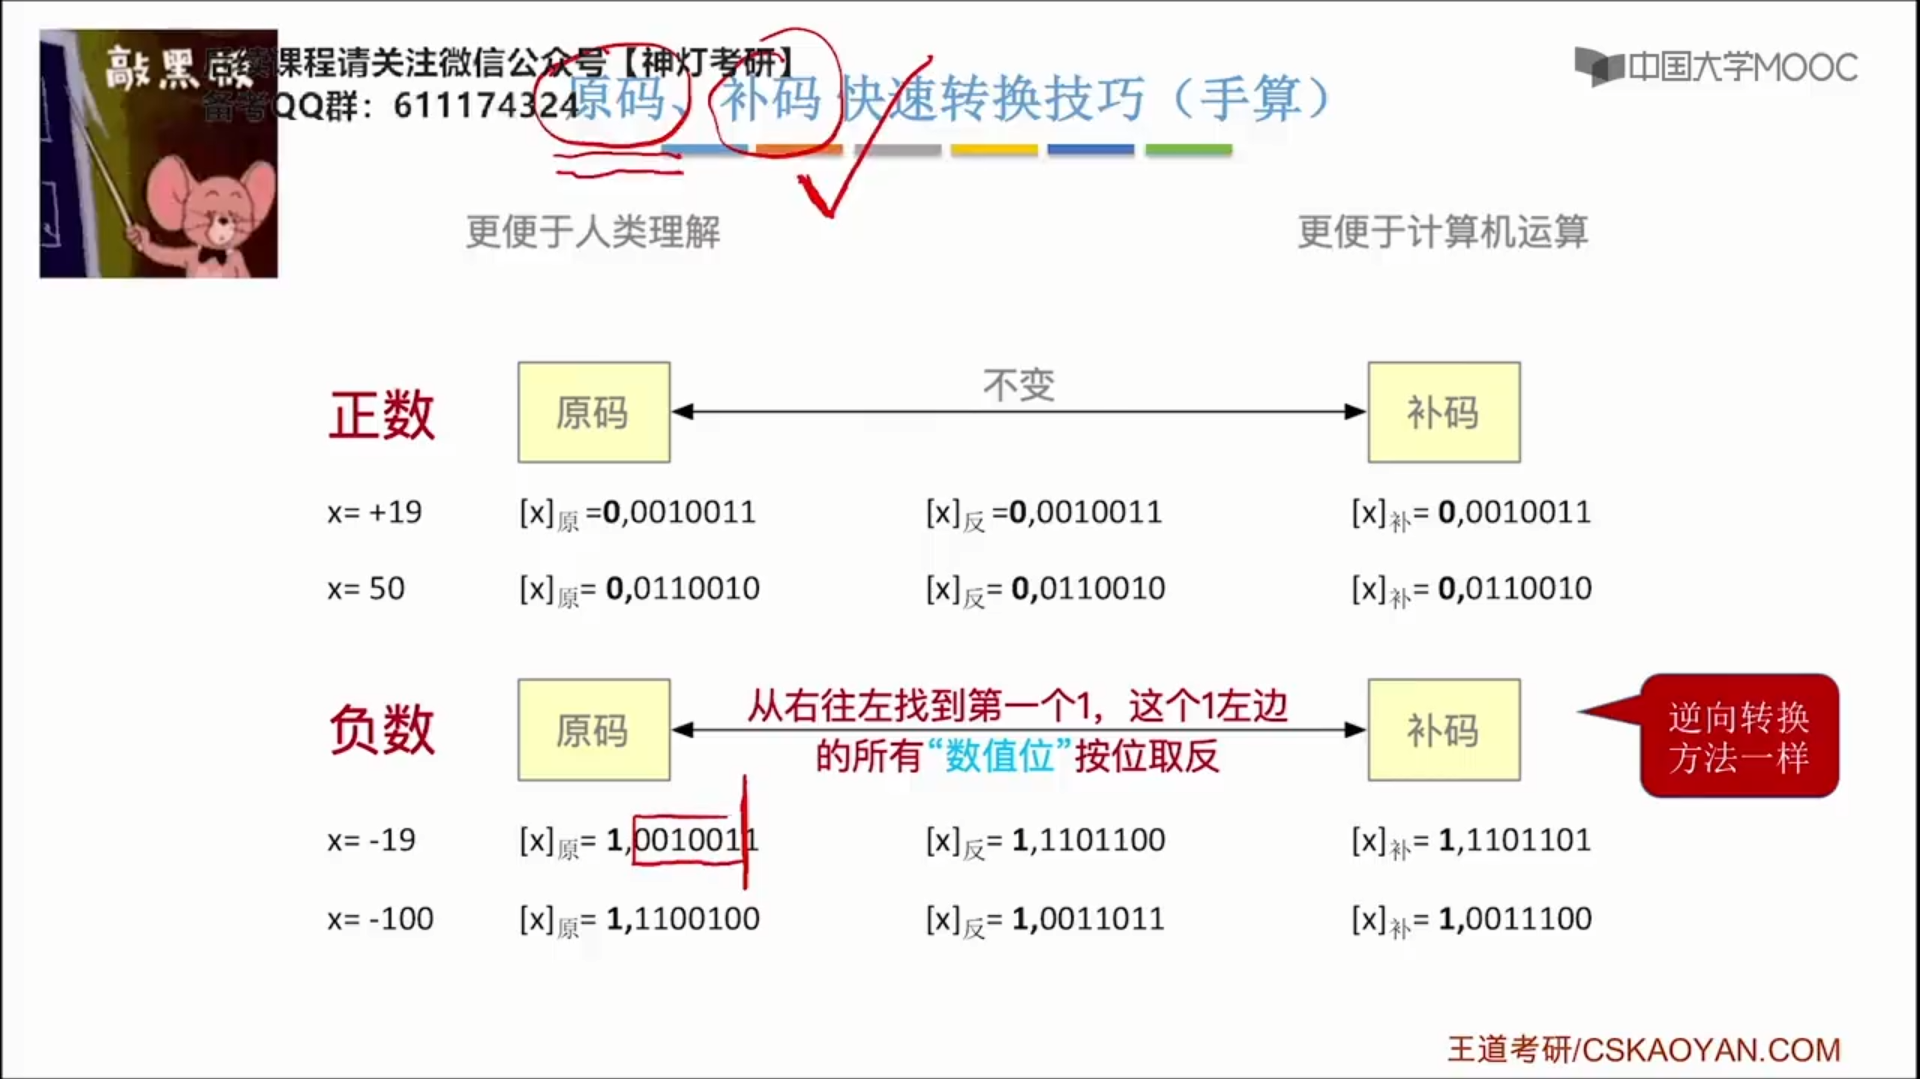 敲黑板
后续课程请关注微信公众号【神灯考研】
备考QQ群：611174324
原码、补码 快速转换技巧（手算）
中国大学MOOC
更便于人类理解
更便于计算机运算
正数
原码
不变
补码
x= +19
[x]原 =0,0010011
[x]反 =0,0010011
[x]补= 0,0010011
x= 50
[x]原= 0,0110010
[x]反= 0,0110010
[x]补= 0,0110010
负数
原码
从右往左找到第一个1，这个1左边
的所有“数值位”按位取反
补码
逆向转换
方法一样
x= -19
[x]原= 1,0010011
[x]反= 1,1101100
[x]补= 1,1101101
x= -100
[x]原= 1,1100100
[x]反= 1,0011011
[x]补= 1,0011100
王道考研/CSKAOYAN.COM